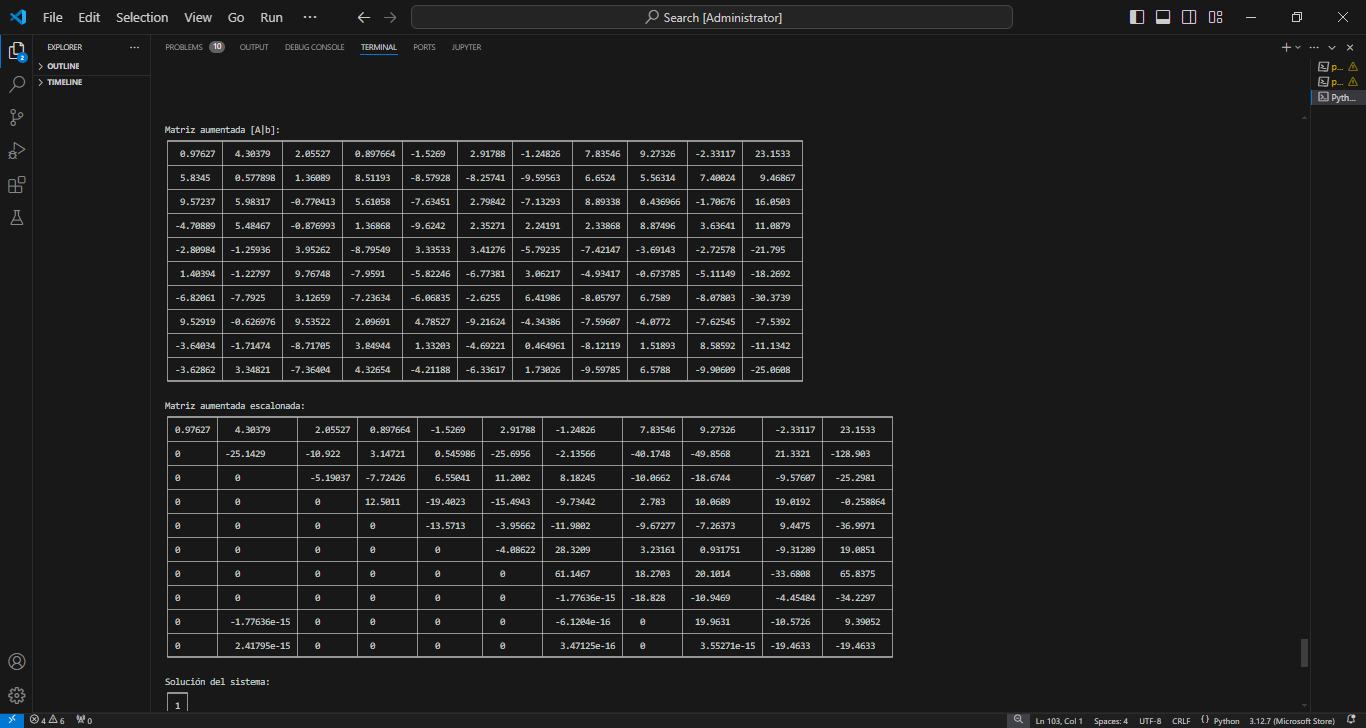 File Edit Selection View Go Run ··· Search [Administrator]
EXPLORER ···
OUTLINE
TIMELINE
PROBLEMS 10 OUTPUT DEBUG CONSOLE TERMINAL PORTS JUPYTER
p...
p...
Pyth...
2
Matriz aumentada [A|b]:
0.97627 4.30379 2.05527 0.897664 -1.5269 2.91788 -1.24826 7.83546 9.27326 -2.33117 23.1533
5.8345 0.577898 1.36089 8.51193 -8.57928 -8.25741 -9.59563 6.6524 5.56314 7.40024 9.46867
9.57237 5.98317 -0.770413 5.61058 -7.63451 2.79842 -7.13293 8.89338 0.436966 -1.70676 16.0503
-4.70889 5.48467 -0.876993 1.36868 -9.6242 2.35271 2.24191 2.33868 8.87496 3.63641 11.0879
-2.80984 -1.25936 3.95262 -8.79549 3.33533 3.41276 -5.79235 -7.42147 -3.69143 -2.72578 -21.795
1.40394 -1.22797 9.76748 -7.9591 -5.82246 -6.77381 3.06217 -4.93417 -0.673785 -5.11149 -18.2692
-6.82061 -7.7925 3.12659 -7.23634 -6.06835 -2.6255 6.41986 -8.05797 6.7589 -8.07803 -30.3739
9.52919 -0.626976 9.53522 2.09691 4.78527 -9.21624 -4.34386 -7.59607 -4.0772 -7.62545 -7.5392
-3.64034 -1.71474 -8.71705 3.84944 1.33203 -4.69221 0.464961 -8.12119 1.51893 8.58592 -11.1342
-3.62862 3.34821 -7.36404 4.32654 -4.21188 -6.33617 1.73026 -9.59785 6.5788 -9.90609 -25.0608
Matriz aumentada escalonada:
0.97627 4.30379 2.05527 0.897664 -1.5269 2.91788 -1.24826 7.83546 9.27326 -2.33117 23.1533
0 -25.1429 -10.922 3.14721 0.545986 -25.6956 -2.13566 -40.1748 -49.8568 21.3321 -128.903
0 0 -5.19037 -7.72426 6.55041 11.2002 8.18245 -10.0662 -18.6744 -9.57607 -25.2981
0 0 0 12.5011 -19.4023 -15.4943 -9.73442 2.783 10.0689 19.0192 -0.258864
0 0 0 0 -13.5713 -3.95662 -11.9802 -9.67277 -7.26373 9.4475 -36.9971
0 0 0 0 0 -4.08622 28.3209 3.23161 0.931751 -9.31289 19.0851
0 0 0 0 0 0 61.1467 18.2703 20.1014 -33.6808 65.8375
0 0 0 0 0 0 -1.77636e-15 -18.828 -10.9469 -4.45484 -34.2297
0 -1.77636e-15 0 0 0 0 -6.1204e-16 0 19.9631 -10.5726 9.39052
0 2.41795e-15 0 0 0 0 3.47125e-16 0 3.55271e-15 -19.4633 -19.4633
Solución del sistema:
1
4 6 0 Ln 103, Col 1 Spaces: 4 UTF-8 CRLF { } Python 3.12.7 (Microsoft Store)